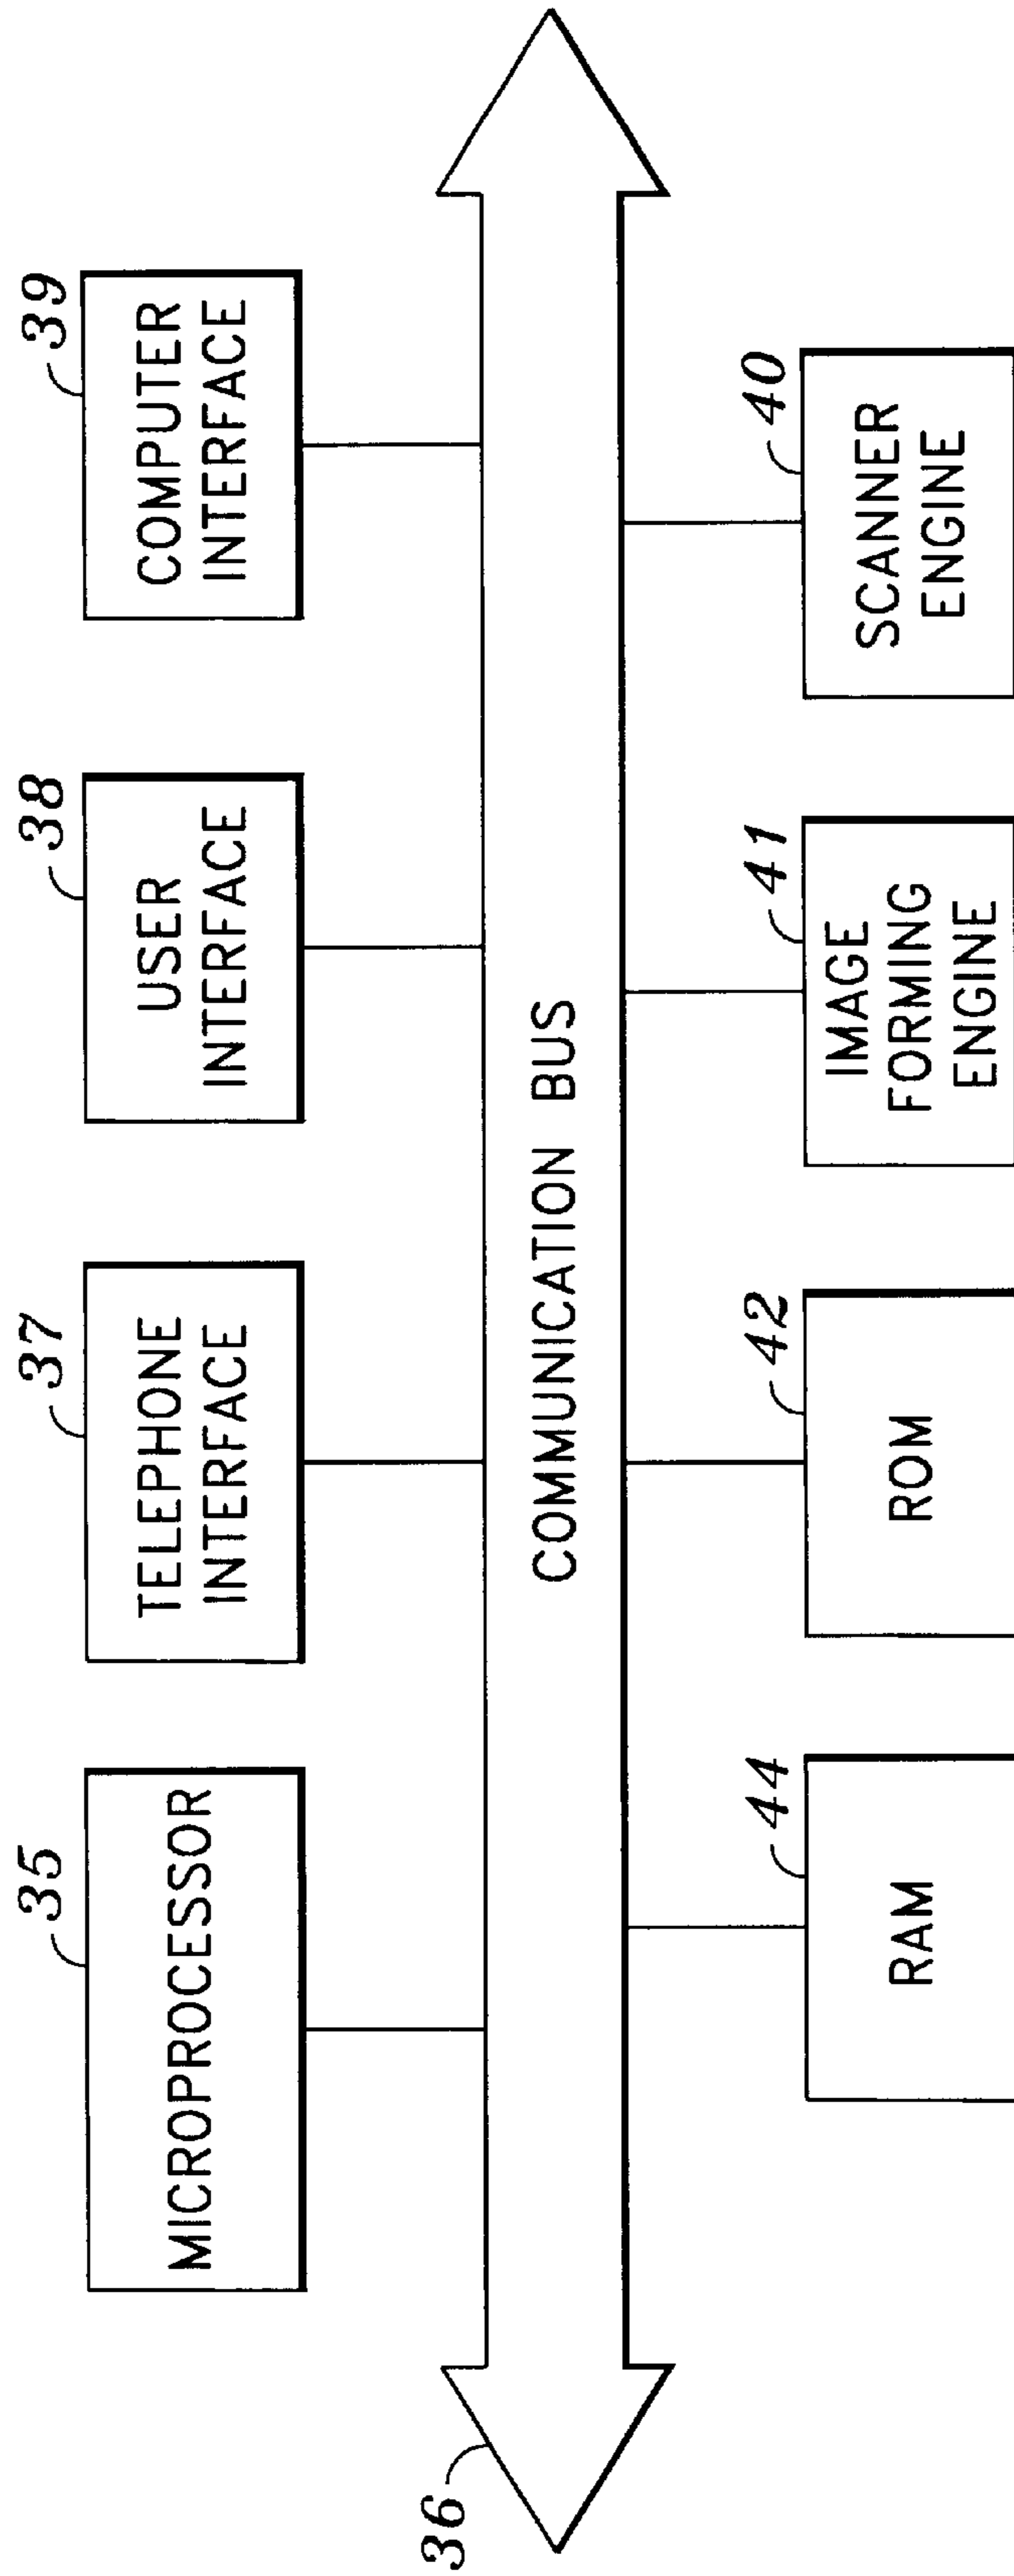 35
MICROPROCESSOR
37
TELEPHONE
INTERFACE
38
USER
INTERFACE
39
COMPUTER
INTERFACE
36
COMMUNICATION BUS
44
RAM
42
ROM
41
IMAGE
FORMING
ENGINE
40
SCANNER
ENGINE